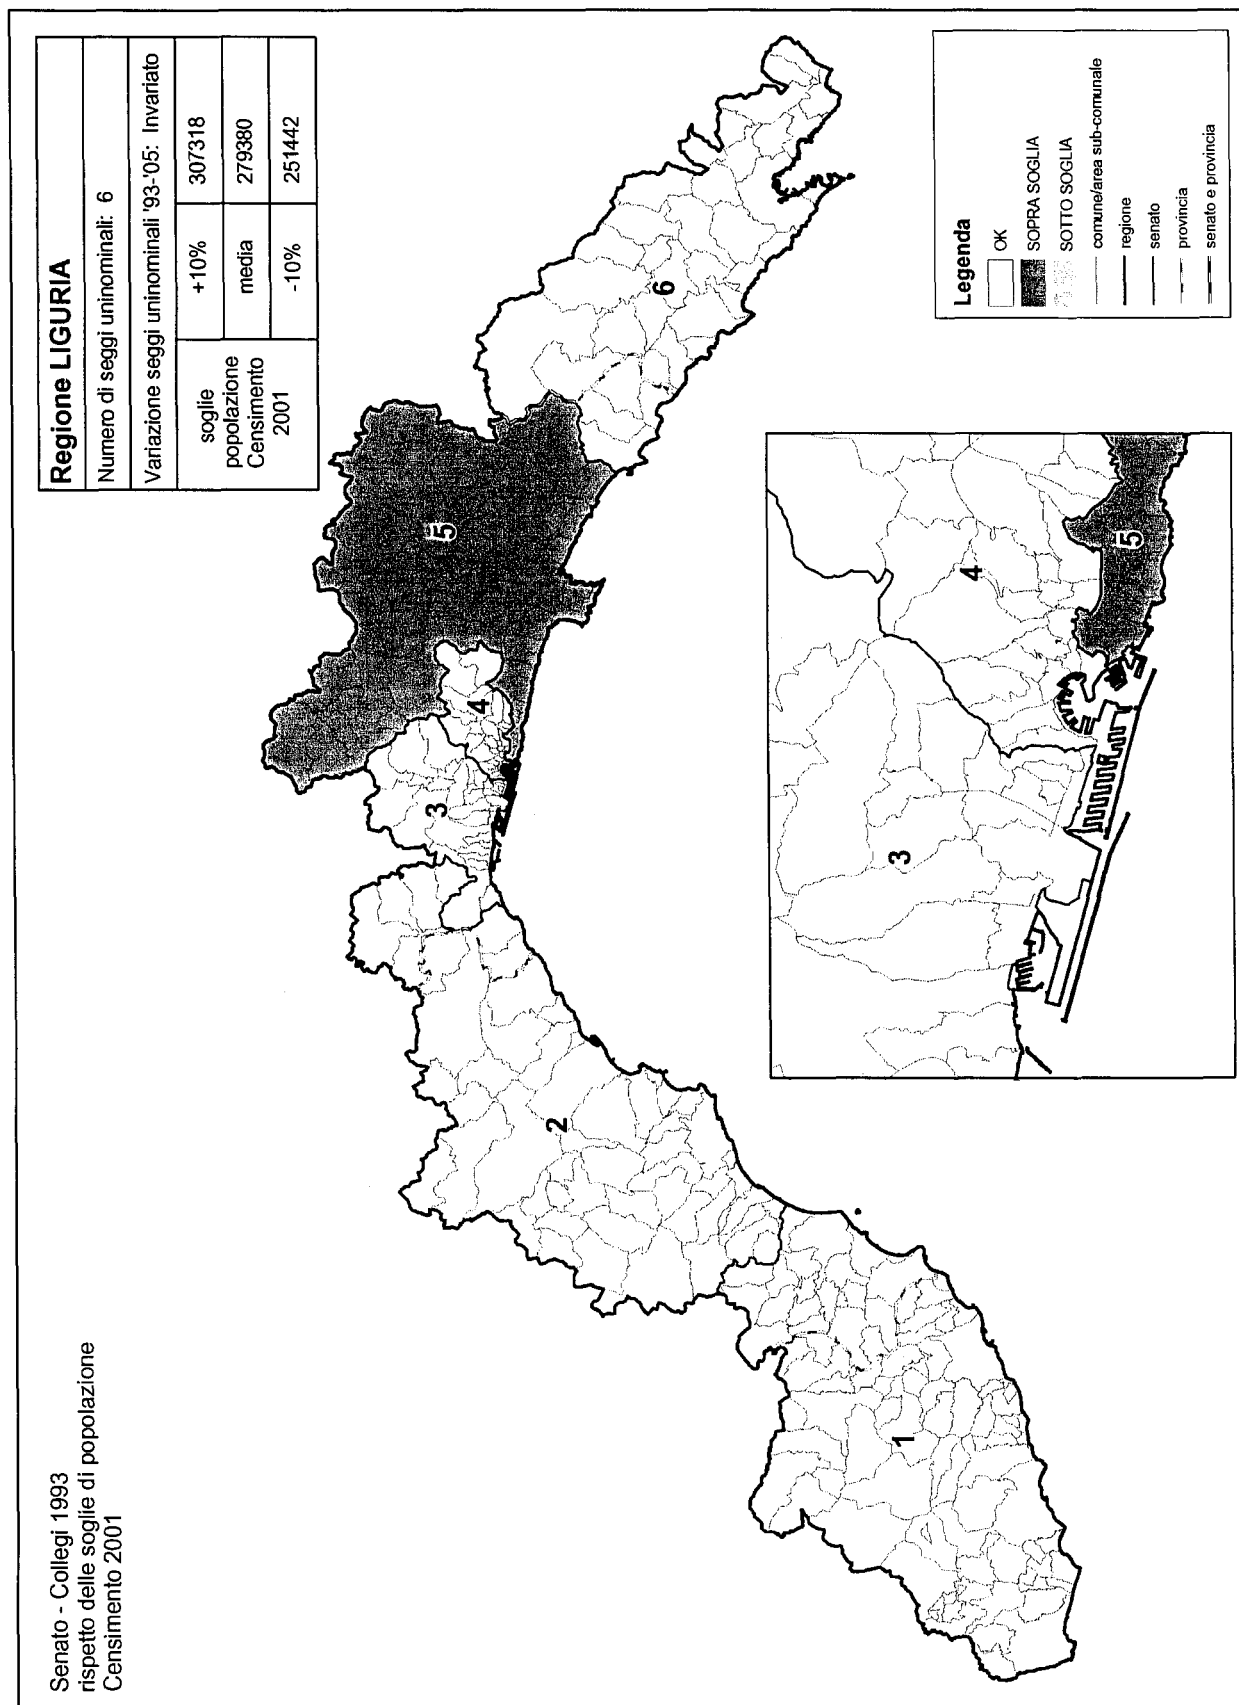 Senato - Collegi 1993
rispetto delle soglie di popolazione
Censimento 2001
Regione LIGURIA
Numero di seggi uninominali: 6
Variazione seggi uninominali '93-'05: Invariato
soglie
popolazione
Censimento
2001
+10% 307318
media 279380
-10% 251442
1
2
3
4
5
6
3
4
5
Legenda
OK
SOPRA SOGLIA
SOTTO SOGLIA
comune/area sub-comunale
regione
senato
provincia
senato e provincia